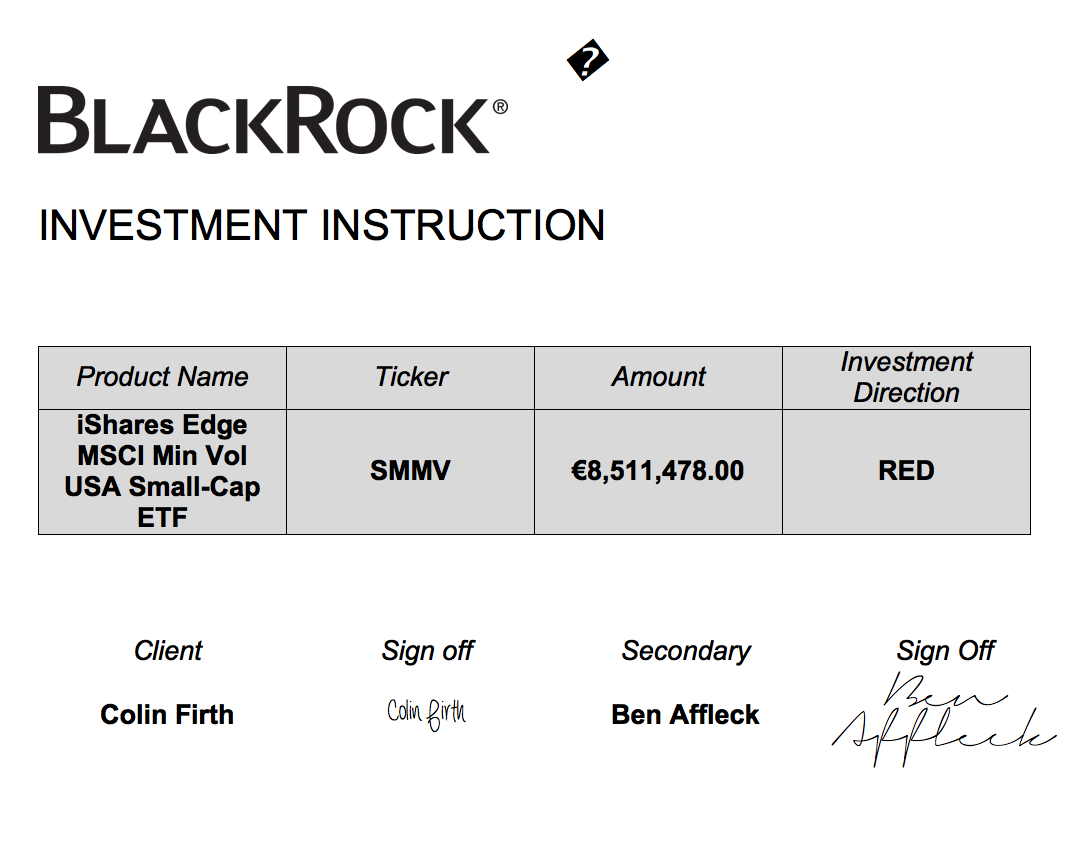 �
BLACKROCK®
INVESTMENT INSTRUCTION
Product Name
Ticker
Amount
Investment
Direction
iShares Edge
MSCI Min Vol
USA Small-Cap
ETF
SMMV
€8,511,478.00
RED
Client
Sign off
Secondary
Sign Off
Colin Firth
Colin Firth
Ben Affleck
Ben
Affleck